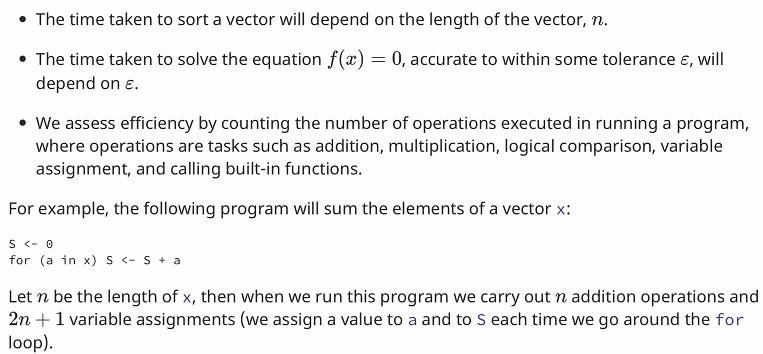 • The time taken to sort a vector will depend on the length of the vector, n.
• The time taken to solve the equation f(x) = 0, accurate to within some tolerance ε, will
depend on ε.
• We assess efficiency by counting the number of operations executed in running a program,
where operations are tasks such as addition, multiplication, logical comparison, variable
assignment, and calling built-in functions.
For example, the following program will sum the elements of a vector x:
S <- 0
for (a in x) S <- S + a
Let n be the length of x, then when we run this program we carry out n addition operations and
2n + 1 variable assignments (we assign a value to a and to S each time we go around the for
loop).